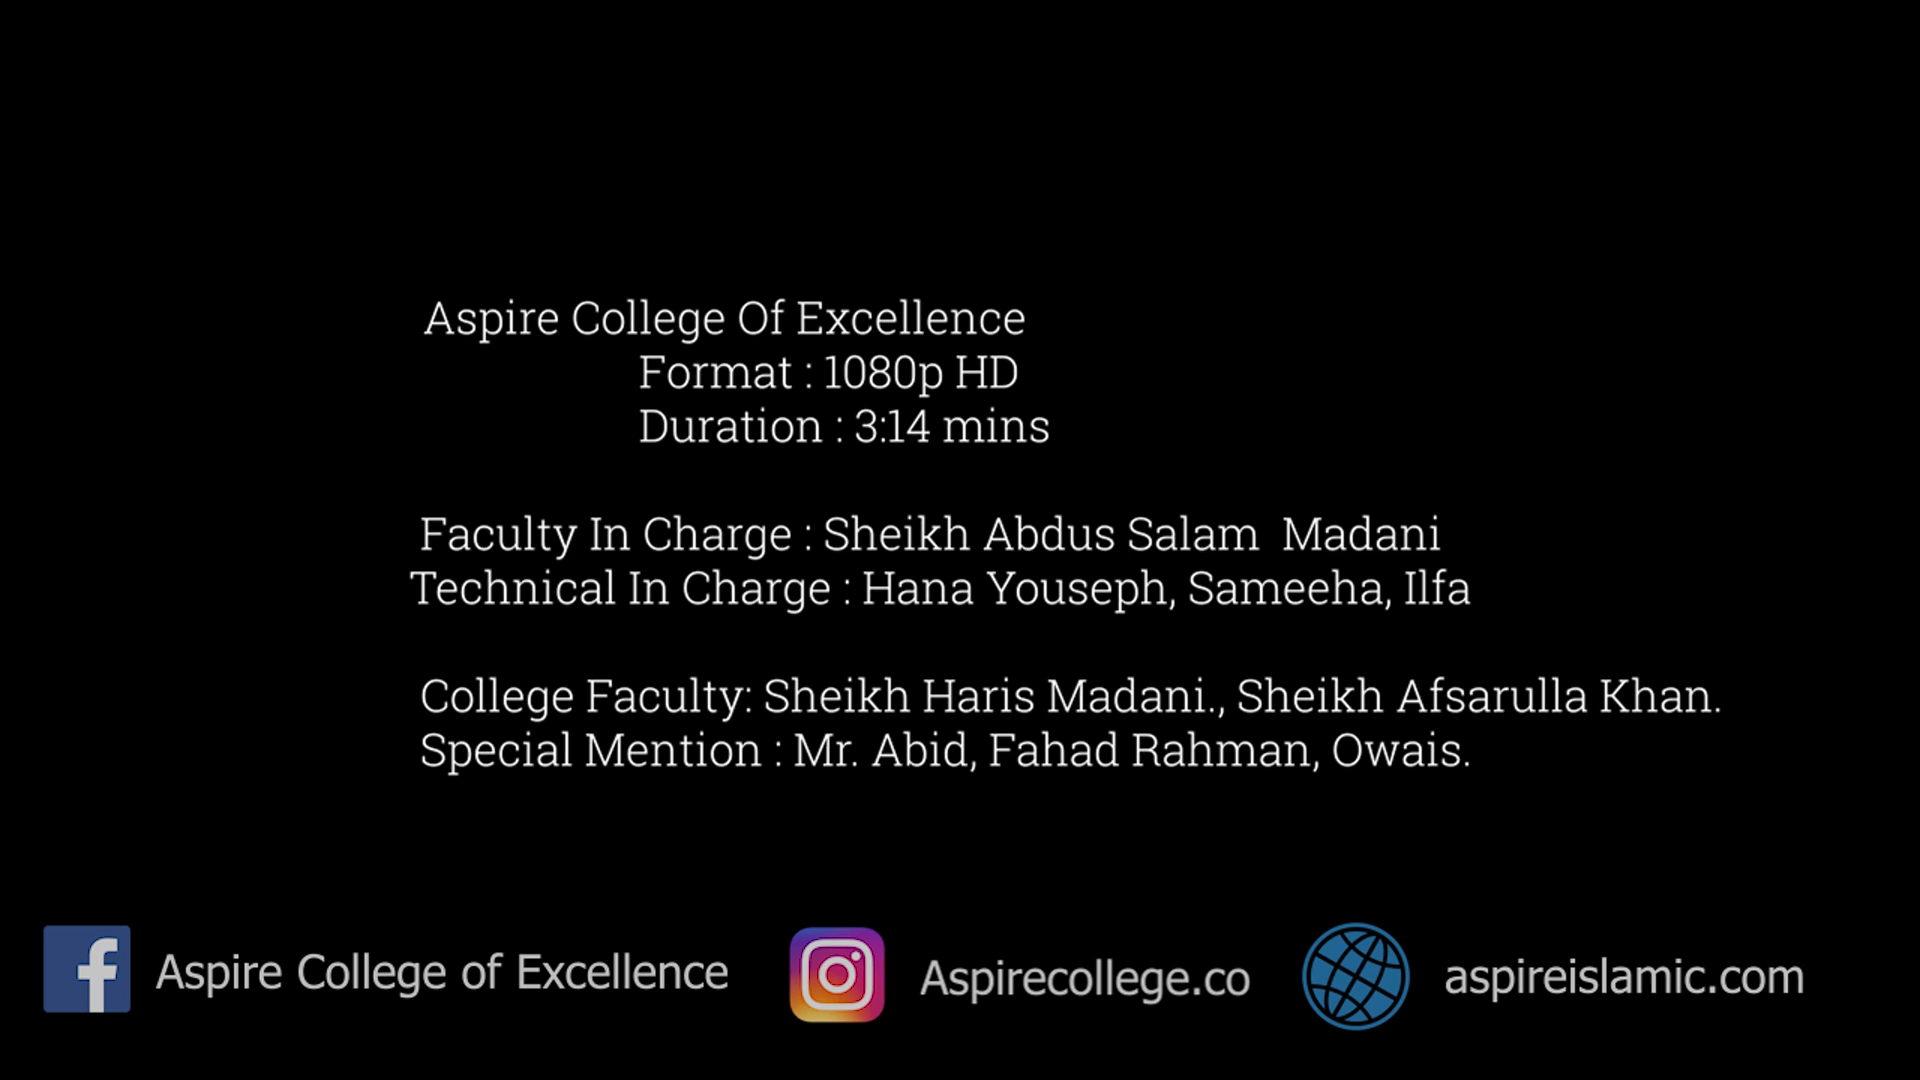 Aspire College Of Excellence
Format : 1080p HD
Duration : 3:14 mins
Faculty In Charge : Sheikh Abdus Salam  Madani
Technical In Charge : Hana Youseph, Sameeha, Ilfa
College Faculty: Sheikh Haris Madani., Sheikh Afsarulla Khan.
Special Mention : Mr. Abid, Fahad Rahman, Owais.
Aspire College of Excellence
Aspirecollege.co
aspireislamic.com